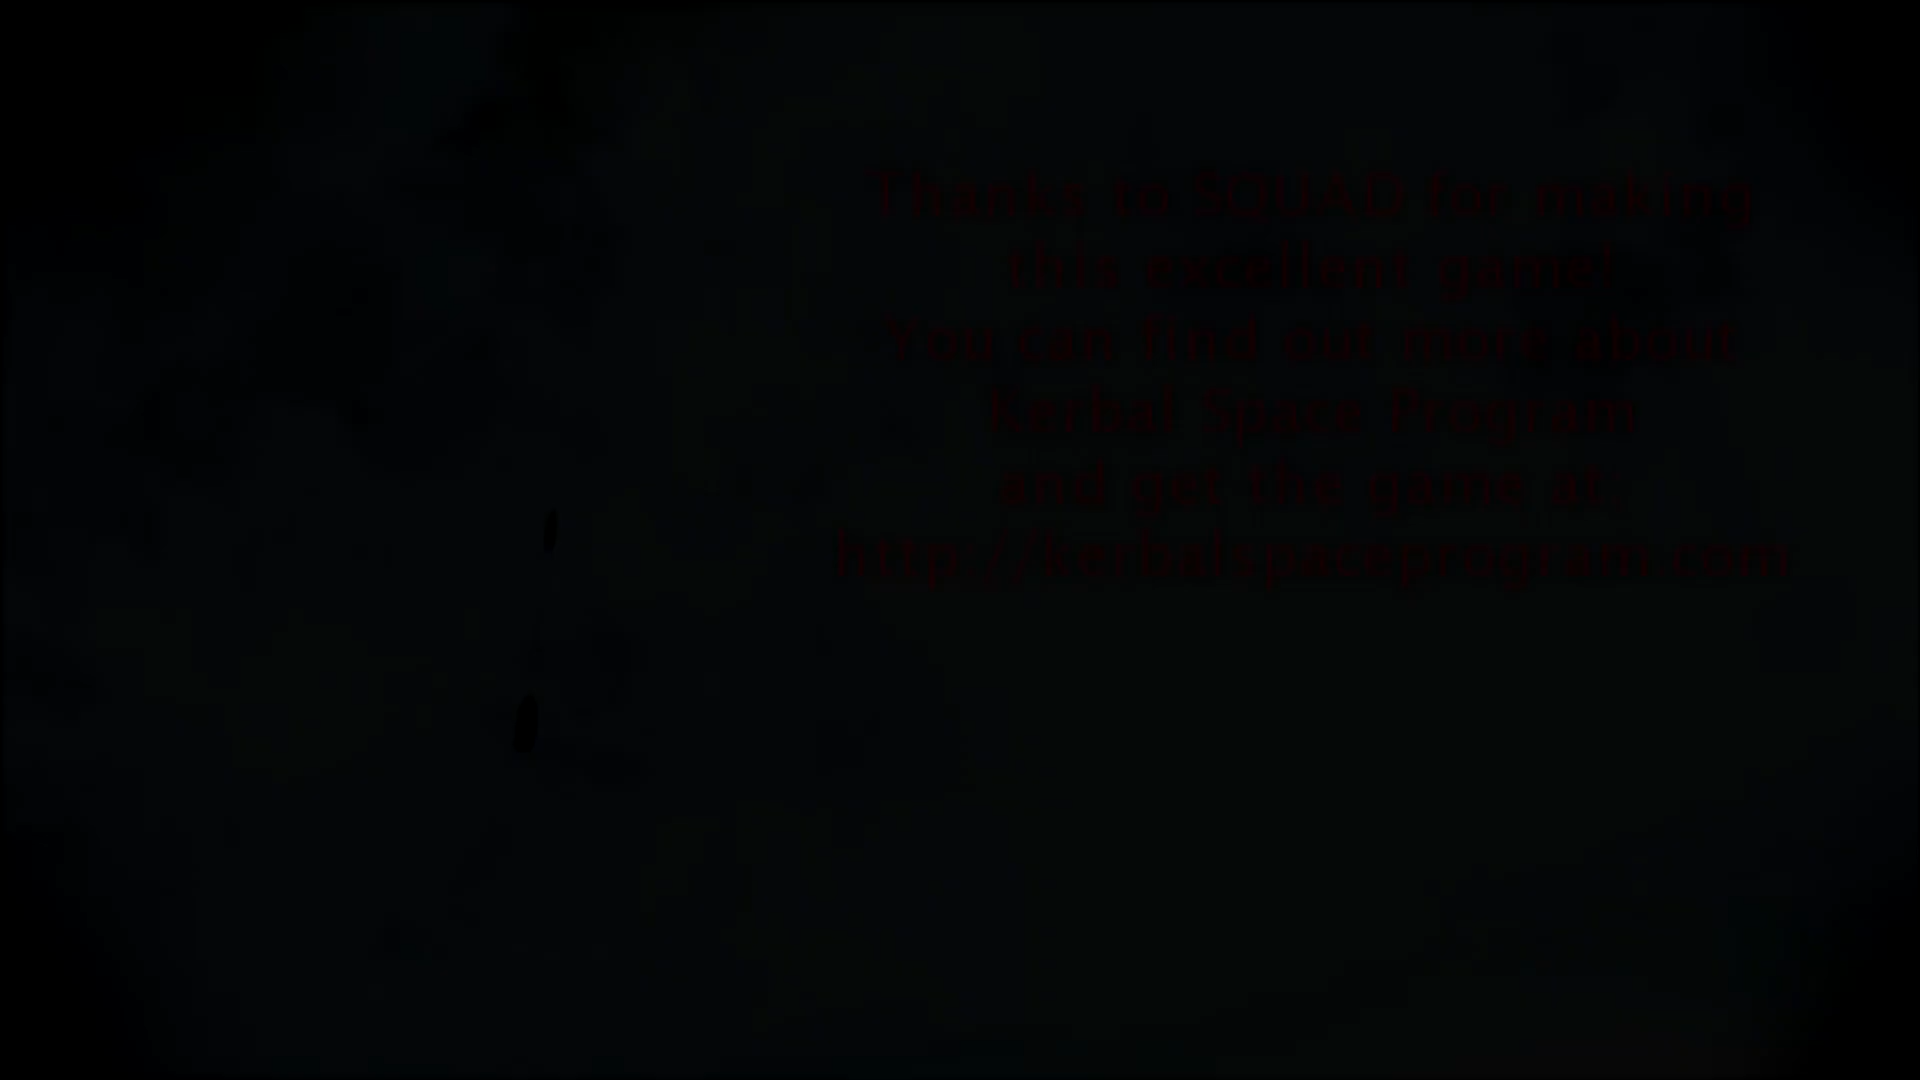 Thanks to SQUAD for making
this excellent game!
You can find out more about
Kerbal Space Program
and get the game at:
http://kerbalspaceprogram.com